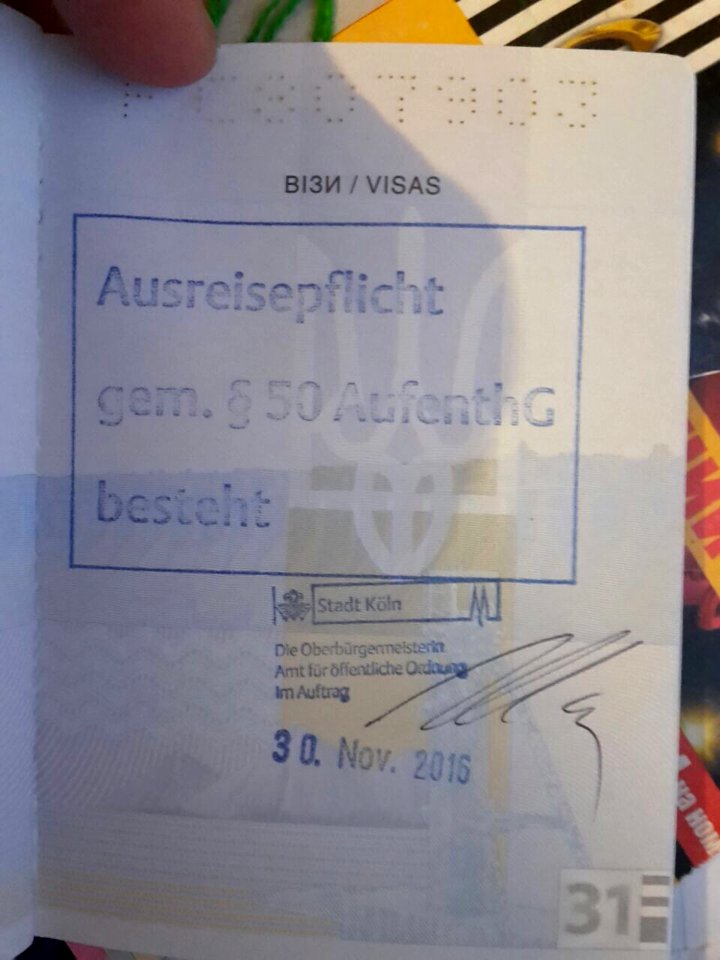 ВІЗИ / VISAS
Ausreisepflicht
gem. § 50 AufenthG
besteht
Stadt Köln
Die Oberbürgermeisterin
Amt für öffentliche Ordnung
Im Auftrag
30. Nov. 2016
31